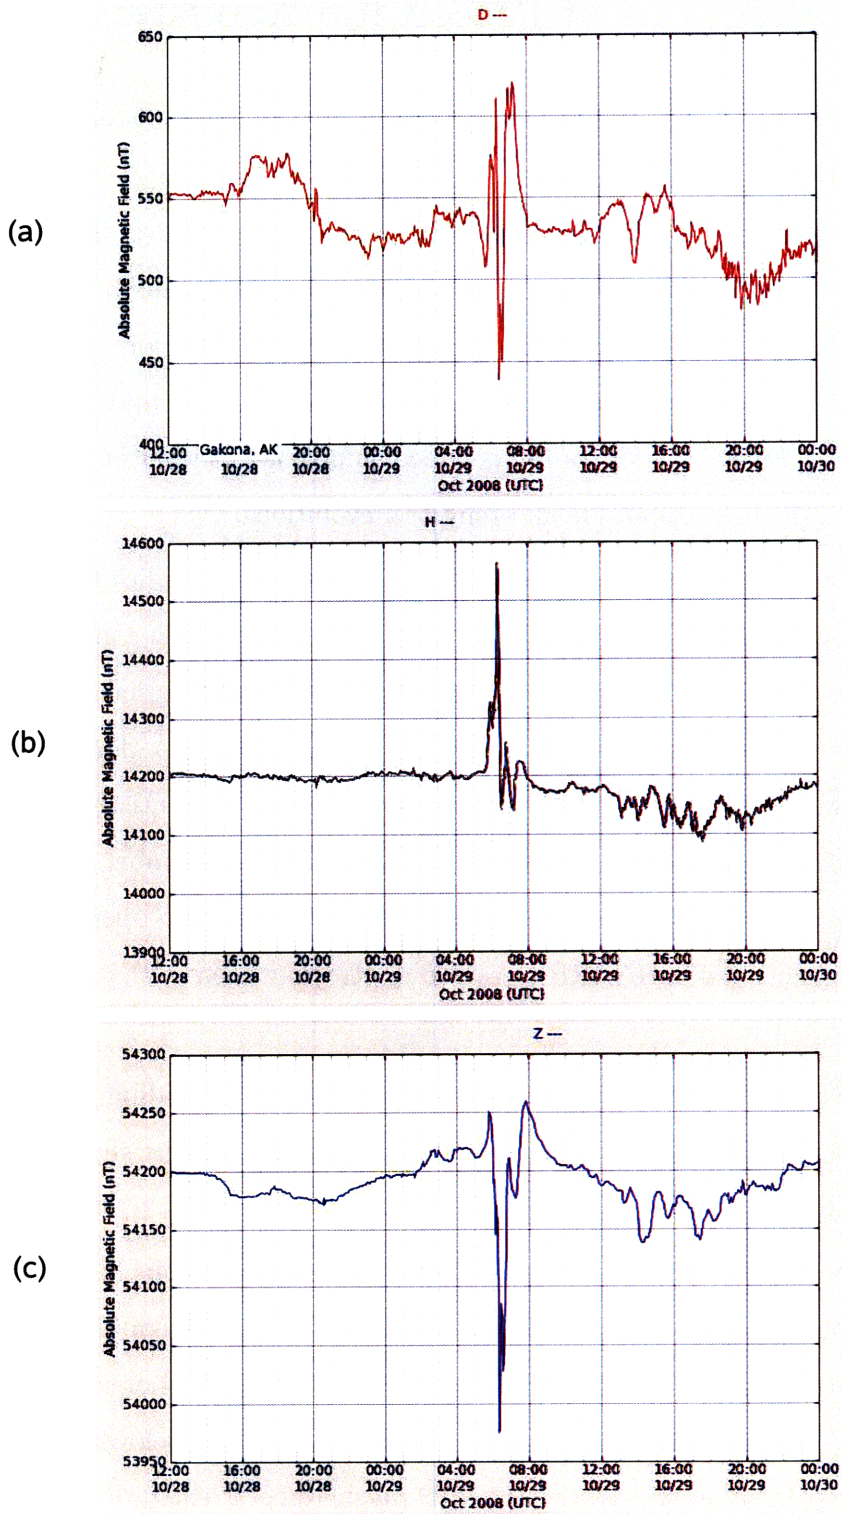 D ---
650
600
550
500
450
400
Absolute Magnetic Field (nT)
(a)
Gakona, AK
12:00 20:00 00:00 04:00 08:00 12:00 16:00 20:00 00:00
10/28 10/28 10/28 10/29 10/29 10/29 10/29 10/29 10/29 10/30
Oct 2008 (UTC)
H ---
14600
14500
14400
14300
14200
14100
14000
13900
Absolute Magnetic Field (nT)
(b)
12:00 16:00 20:00 00:00 04:00 08:00 12:00 16:00 20:00 00:00
10/28 10/28 10/28 10/29 10/29 10/29 10/29 10/29 10/29 10/30
Oct 2008 (UTC)
Z ---
54300
54250
54200
54150
54100
54050
54000
53950
Absolute Magnetic Field (nT)
(c)
12:00 16:00 20:00 00:00 04:00 08:00 12:00 16:00 20:00 00:00
10/28 10/28 10/28 10/29 10/29 10/29 10/29 10/29 10/29 10/30
Oct 2008 (UTC)